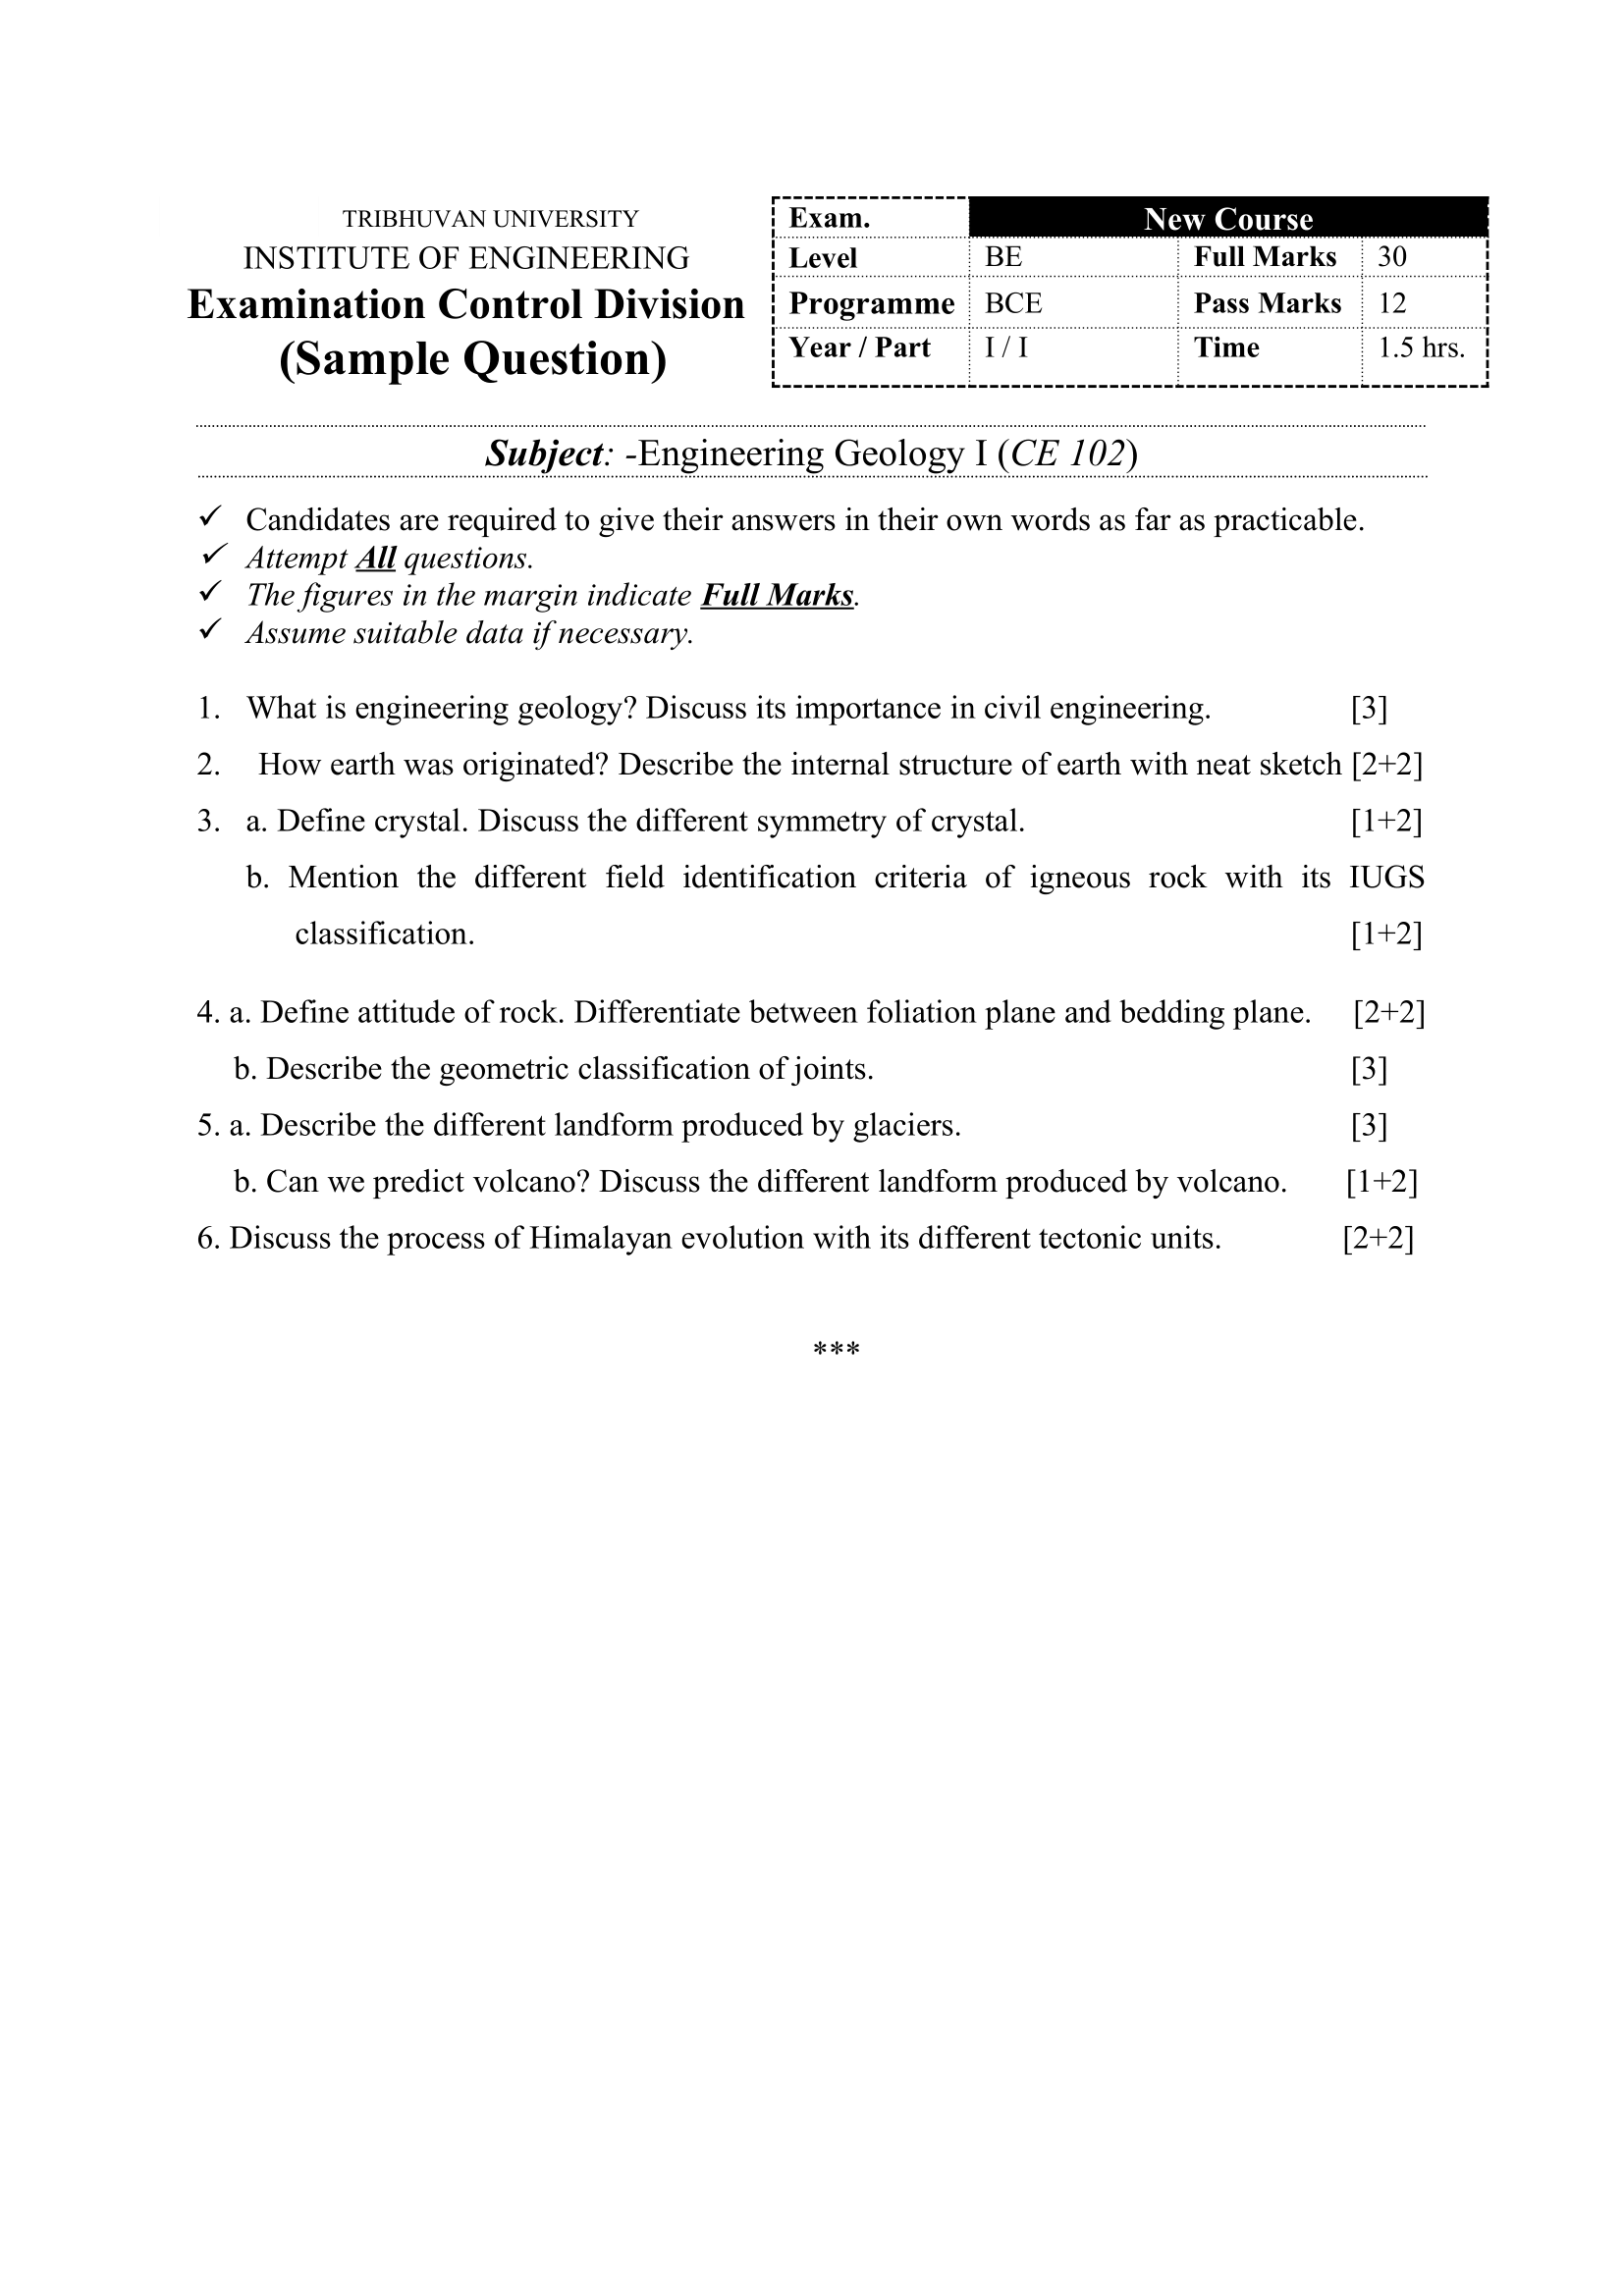 TRIBHUVAN UNIVERSITY
INSTITUTE OF ENGINEERING
Examination Control Division
(Sample Question)
Exam. New Course
Level BE Full Marks 30
Programme BCE Pass Marks 12
Year / Part I / I Time 1.5 hrs.
Subject: -Engineering Geology I (CE 102)
✓ Candidates are required to give their answers in their own words as far as practicable.
✓ Attempt All questions.
✓ The figures in the margin indicate Full Marks.
✓ Assume suitable data if necessary.
1. What is engineering geology? Discuss its importance in civil engineering. [3]
2. How earth was originated? Describe the internal structure of earth with neat sketch [2+2]
3. a. Define crystal. Discuss the different symmetry of crystal. [1+2]
b. Mention the different field identification criteria of igneous rock with its IUGS
classification. [1+2]
4. a. Define attitude of rock. Differentiate between foliation plane and bedding plane. [2+2]
b. Describe the geometric classification of joints. [3]
5. a. Describe the different landform produced by glaciers. [3]
b. Can we predict volcano? Discuss the different landform produced by volcano. [1+2]
6. Discuss the process of Himalayan evolution with its different tectonic units. [2+2]
***